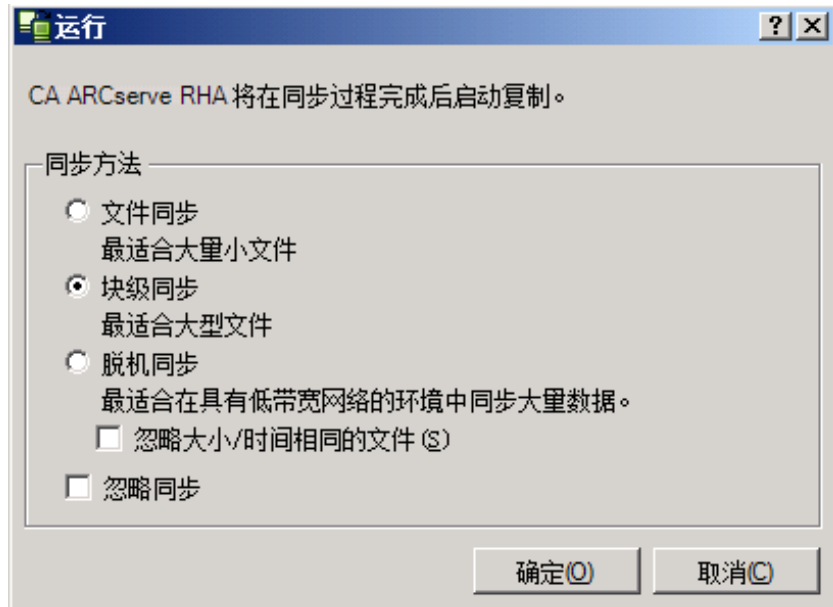 运行
CA ARCserve RHA 将在同步过程完成后启动复制。
同步方法
文件同步
最适合大量小文件
块级同步
最适合大型文件
脱机同步
最适合在具有低带宽网络的环境中同步大量数据。
忽略大小/时间相同的文件(S)
忽略同步
确定(O) 取消(C)